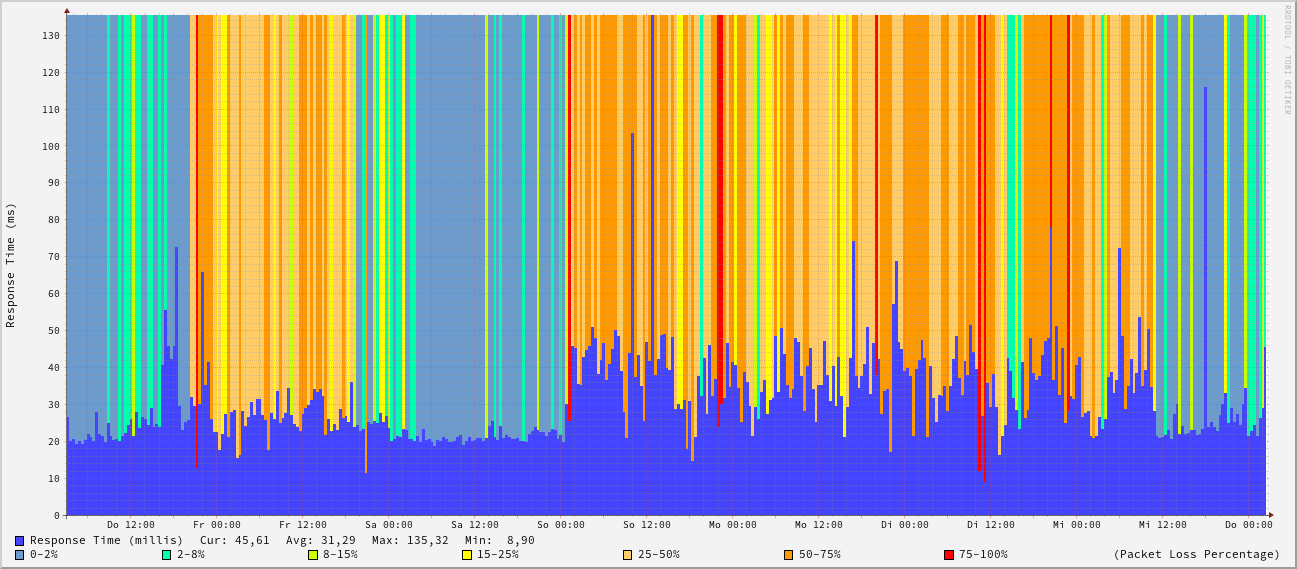 RRDTOOL / TOBI OETIKER
Response Time (ms)
130
120
110
100
90
80
70
60
50
40
30
20
10
0
Do 12:00 Fr 00:00 Fr 12:00 Sa 00:00 Sa 12:00 So 00:00 So 12:00 Mo 00:00 Mo 12:00 Di 00:00 Di 12:00 Mi 00:00 Mi 12:00 Do 00:00
Response Time (millis) Cur: 45,61 Avg: 31,29 Max: 135,32 Min: 8,90
0-2% 2-8% 8-15% 15-25% 25-50% 50-75% 75-100% (Packet Loss Percentage)